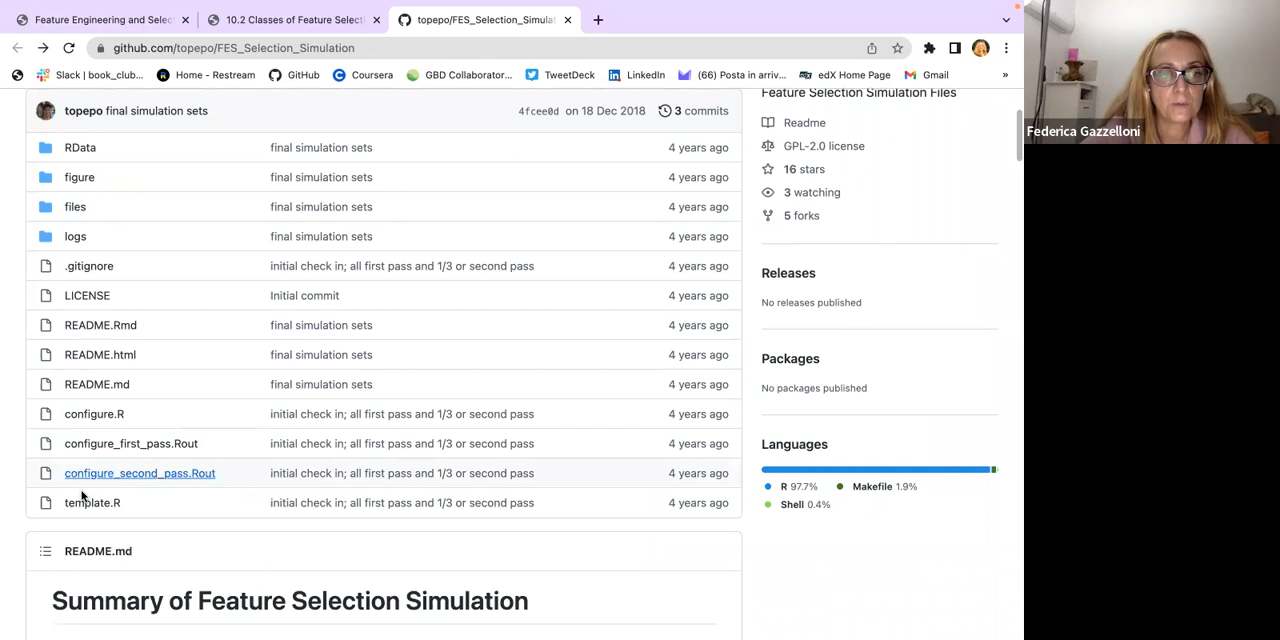 Feature Engineering and Selec
10.2 Classes of Feature Select
topepo/FES_Selection_Simulat
github.com/topepo/FES_Selection_Simulation
Slack | book_club...
Home - Restream
GitHub
Coursera
GBD Collaborator...
TweetDeck
LinkedIn
(66) Posta in arriv...
edX Home Page
Gmail
»
topepo final simulation sets
4fcee0d on 18 Dec 2018
3 commits
RData final simulation sets 4 years ago
figure final simulation sets 4 years ago
files final simulation sets 4 years ago
logs final simulation sets 4 years ago
.gitignore initial check in; all first pass and 1/3 or second pass 4 years ago
LICENSE Initial commit 4 years ago
README.Rmd final simulation sets 4 years ago
README.html final simulation sets 4 years ago
README.md final simulation sets 4 years ago
configure.R initial check in; all first pass and 1/3 or second pass 4 years ago
configure_first_pass.Rout initial check in; all first pass and 1/3 or second pass 4 years ago
configure_second_pass.Rout initial check in; all first pass and 1/3 or second pass 4 years ago
template.R initial check in; all first pass and 1/3 or second pass 4 years ago
README.md
Summary of Feature Selection Simulation
Feature Selection Simulation Files
Readme
GPL-2.0 license
16 stars
3 watching
5 forks
Releases
No releases published
Packages
No packages published
Languages
R 97.7% Makefile 1.9%
Shell 0.4%
Federica Gazzelloni